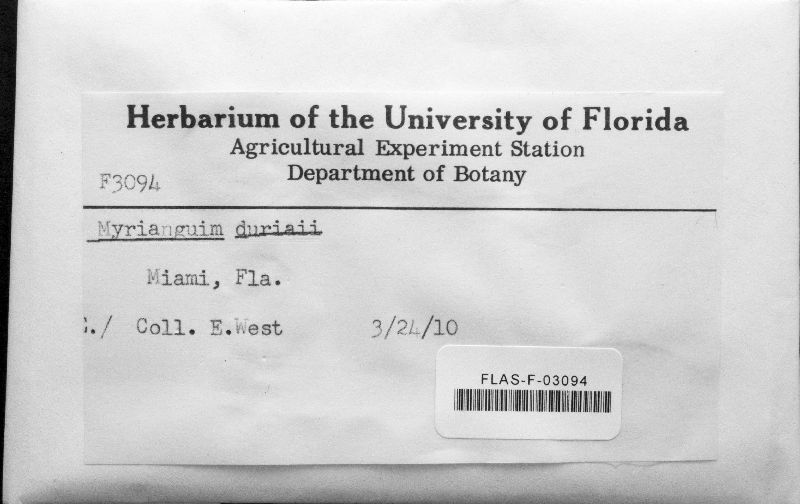 Herbarium of the University of Florida
Agricultural Experiment Station
Department of Botany
F3094
Myrianguim duriaii
Miami, Fla.
G./ Coll. E.West 3/24/10
FLAS-F-03094